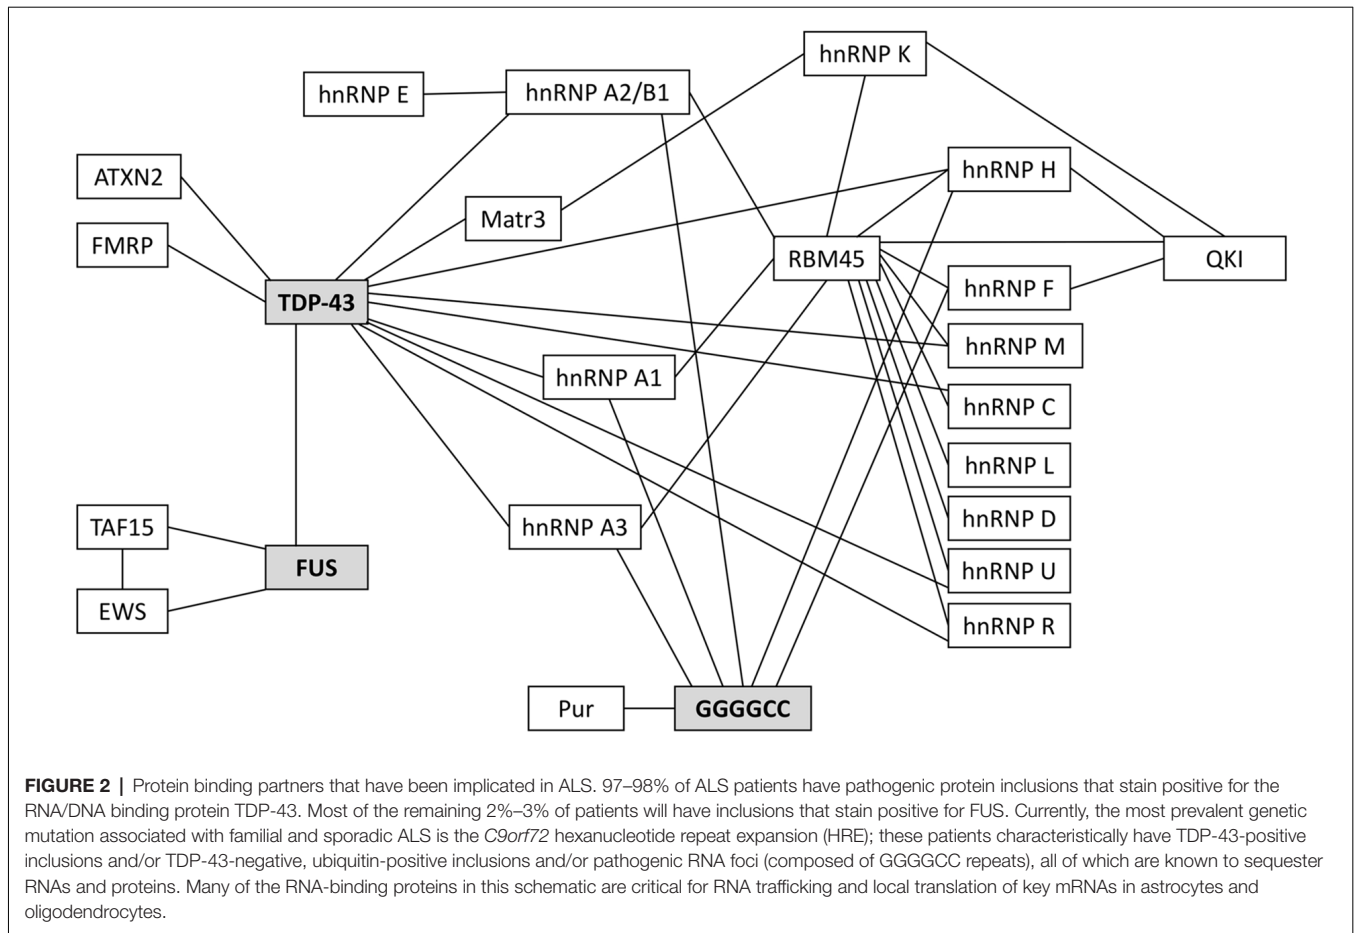 hnRNP K
hnRNP E
hnRNP A2/B1
ATXN2
hnRNP H
Matr3
FMRP
RBM45
QKI
TDP-43
hnRNP F
hnRNP M
hnRNP A1
hnRNP C
hnRNP L
hnRNP D
TAF15
hnRNP A3
FUS
hnRNP U
EWS
hnRNP R
Pur
GGGGCC
FIGURE 2 | Protein binding partners that have been implicated in ALS. 97–98% of ALS patients have pathogenic protein inclusions that stain positive for the
RNA/DNA binding protein TDP-43. Most of the remaining 2%–3% of patients will have inclusions that stain positive for FUS. Currently, the most prevalent genetic
mutation associated with familial and sporadic ALS is the C9orf72 hexanucleotide repeat expansion (HRE); these patients characteristically have TDP-43-positive
inclusions and/or TDP-43-negative, ubiquitin-positive inclusions and/or pathogenic RNA foci (composed of GGGGCC repeats), all of which are known to sequester
RNAs and proteins. Many of the RNA-binding proteins in this schematic are critical for RNA trafficking and local translation of key mRNAs in astrocytes and
oligodendrocytes.